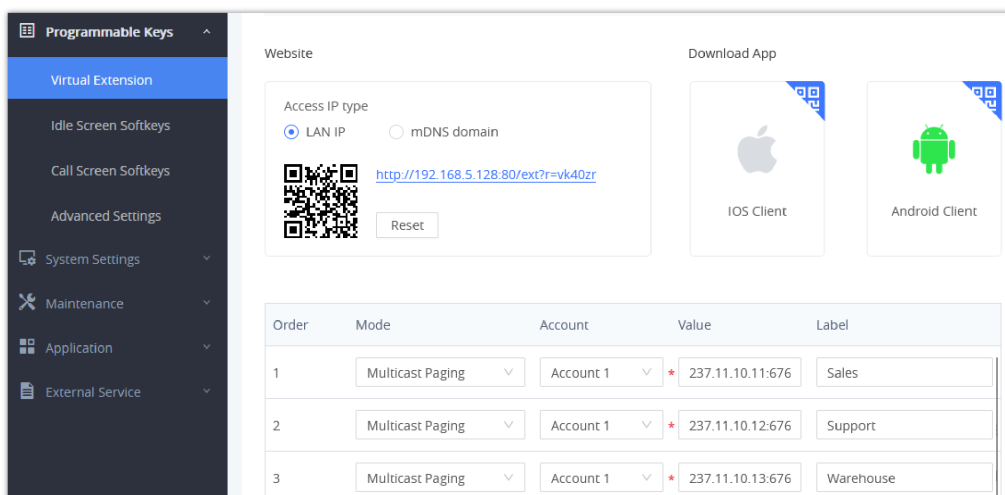 Programmable Keys
Virtual Extension
Idle Screen Softkeys
Call Screen Softkeys
Advanced Settings
System Settings
Maintenance
Application
External Service
Website
Access IP type
LAN IP mDNS domain
http://192.168.5.128:80/ext?r=vk40zr
Reset
Download App
IOS Client
Android Client
Order Mode Account Value Label
1 Multicast Paging Account 1 * 237.11.10.11:676 Sales
2 Multicast Paging Account 1 * 237.11.10.12:676 Support
3 Multicast Paging Account 1 * 237.11.10.13:676 Warehouse